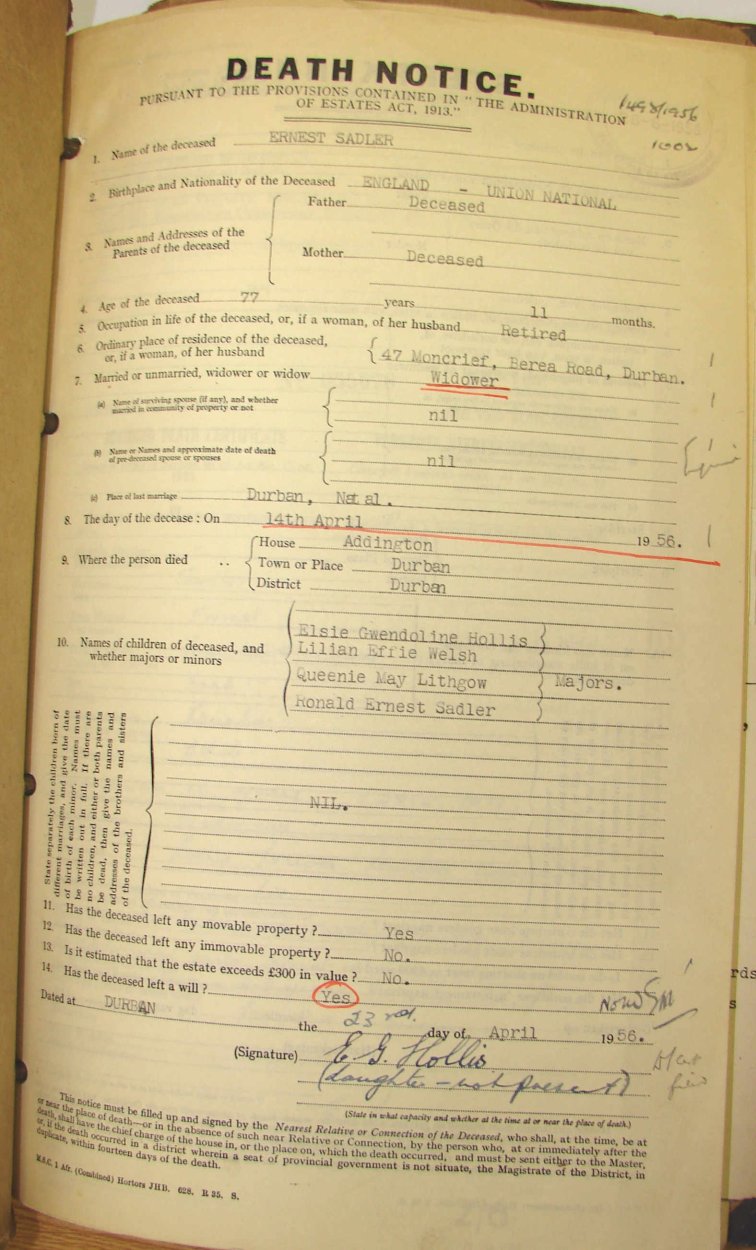 DEATH NOTICE.
PURSUANT TO THE PROVISIONS CONTAINED IN "THE ADMINISTRATION
OF ESTATES ACT, 1913."
1498/1956
1. Name of the deceased ERNEST SADLER
2. Birthplace and Nationality of the Deceased ENGLAND - UNION NATIONAL
3. Names and Addresses of the Parents of the deceased
Father Deceased
Mother Deceased
4. Age of the deceased 77 years 11 months.
5. Occupation in life of the deceased, or, if a woman, of her husband Retired
6. Ordinary place of residence of the deceased,
or, if a woman, of her husband 47 Moncrief, Berea Road, Durban.
7. Married or unmarried, widower or widow Widower
(a) Name of surviving spouse (if any), and whether
married in community of property or not nil
(b) Name or Names and approximate date of death
of pre-deceased spouse or spouses nil
(c) Place of last marriage Durban, Natal.
8. The day of the decease : On 14th April 1956.
9. Where the person died ..
House Addington
Town or Place Durban
District Durban
10. Names of children of deceased, and
whether majors or minors
Elsie Gwendoline Hollis
Lilian Effie Welsh
Queenie May Lithgow Majors.
Ronald Ernest Sadler
State separately the children born of
different marriages, and give the date
of birth of each minor. Names must
be written out in full. If there are
no children, and either or both parents
be dead, then give the names and
addresses of the brothers and sisters
of the deceased.
NIL.
11. Has the deceased left any movable property ? Yes
12. Has the deceased left any immovable property ? No.
13. Is it estimated that the estate exceeds £300 in value ? No.
14. Has the deceased left a will ? Yes
Dated at DURBAN the 23rd. day of April 1956.
(Signature) E G Hollis
(daughter - not present)
(State in what capacity and whether at the time at or near the place of death.)
This notice must be filled up and signed by the Nearest Relative or Connection of the Deceased, who shall, at the time, be at
or near the place of death—or in the absence of such near Relative or Connection, by the person who, at or immediately after the
death, shall have the chief charge of the house in, or the place on, which the death occurred, and must be sent either to the Master,
or, if the death occurred in a district wherein a seat of provincial government is not situate, the Magistrate of the District, in
duplicate, within fourteen days of the death.
M.S.C. 1 Afr. (Combined) Hortors JHB. 628. R 35. S.
rds
s